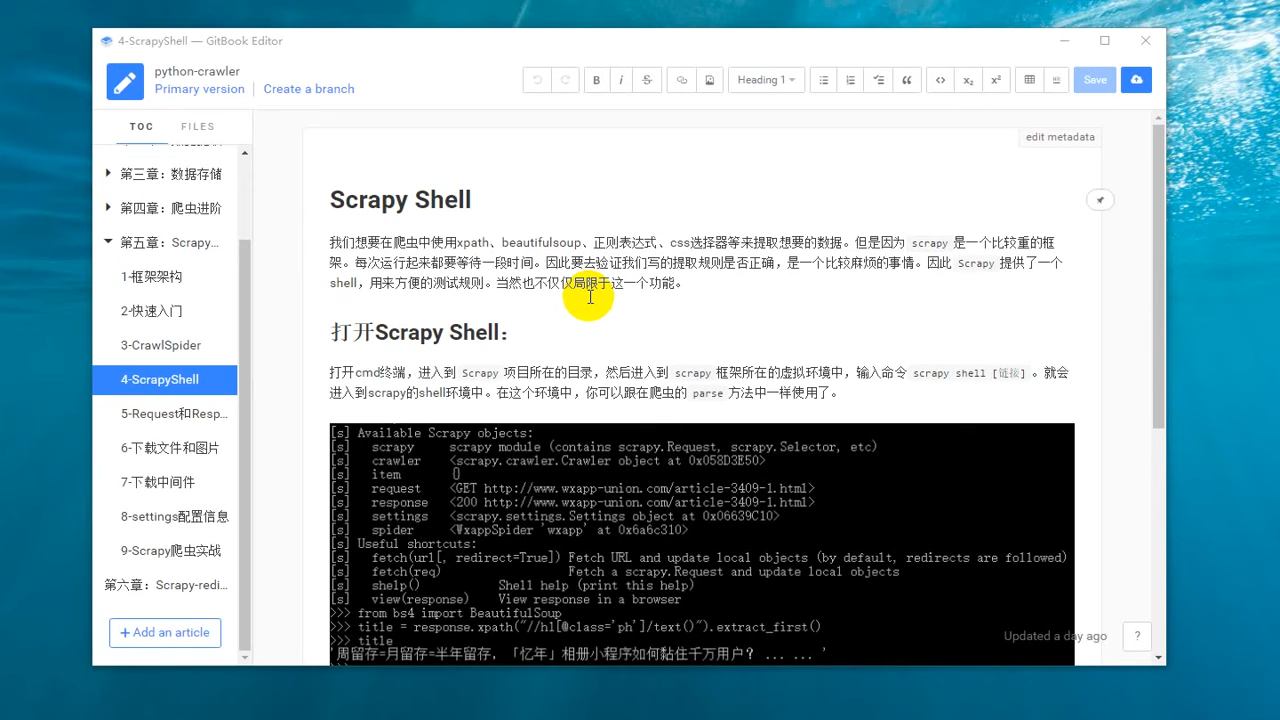 4-ScrapyShell — GitBook Editor
python-crawler
Primary version
Create a branch
B
i
S
Heading 1
Save
TOC
FILES
第三章：数据存储
第四章：爬虫进阶
第五章：Scrapy...
1-框架架构
2-快速入门
3-CrawlSpider
4-ScrapyShell
5-Request和Resp...
6-下载文件和图片
7-下载中间件
8-settings配置信息
9-Scrapy爬虫实战
第六章：Scrapy-redi...
+ Add an article
edit metadata
Scrapy Shell
我们想要在爬虫中使用xpath、beautifulsoup、正则表达式、css选择器等来提取想要的数据。但是因为 scrapy 是一个比较重的框
架。每次运行起来都要等待一段时间。因此要去验证我们写的提取规则是否正确，是一个比较麻烦的事情。因此 Scrapy 提供了一个
shell，用来方便的测试规则。当然也不仅仅局限于这一个功能。
打开Scrapy Shell：
打开cmd终端，进入到 Scrapy 项目所在的目录，然后进入到 scrapy 框架所在的虚拟环境中，输入命令 scrapy shell [链接] 。就会
进入到scrapy的shell环境中。在这个环境中，你可以跟在爬虫的 parse 方法中一样使用了。
[s] Available Scrapy objects:
[s] scrapy scrapy module (contains scrapy.Request, scrapy.Selector, etc)
[s] crawler <scrapy.crawler.Crawler object at 0x058D3E50>
[s] item {}
[s] request <GET http://www.wxapp-union.com/article-3409-1.html>
[s] response <200 http://www.wxapp-union.com/article-3409-1.html>
[s] settings <scrapy.settings.Settings object at 0x06639C10>
[s] spider <WxappSpider 'wxapp' at 0x6a6c310>
[s] Useful shortcuts:
[s] fetch(url[, redirect=True]) Fetch URL and update local objects (by default, redirects are followed)
[s] fetch(req) Fetch a scrapy.Request and update local objects
[s] shelp() Shell help (print this help)
[s] view(response) View response in a browser
>>> from bs4 import BeautifulSoup
>>> title = response.xpath("//h1[@class='ph']/text()").extract_first()
>>> title
'周留存=月留存=半年留存，「忆年」相册小程序如何黏住千万用户？ ... ... '
>>>
Updated a day ago
?